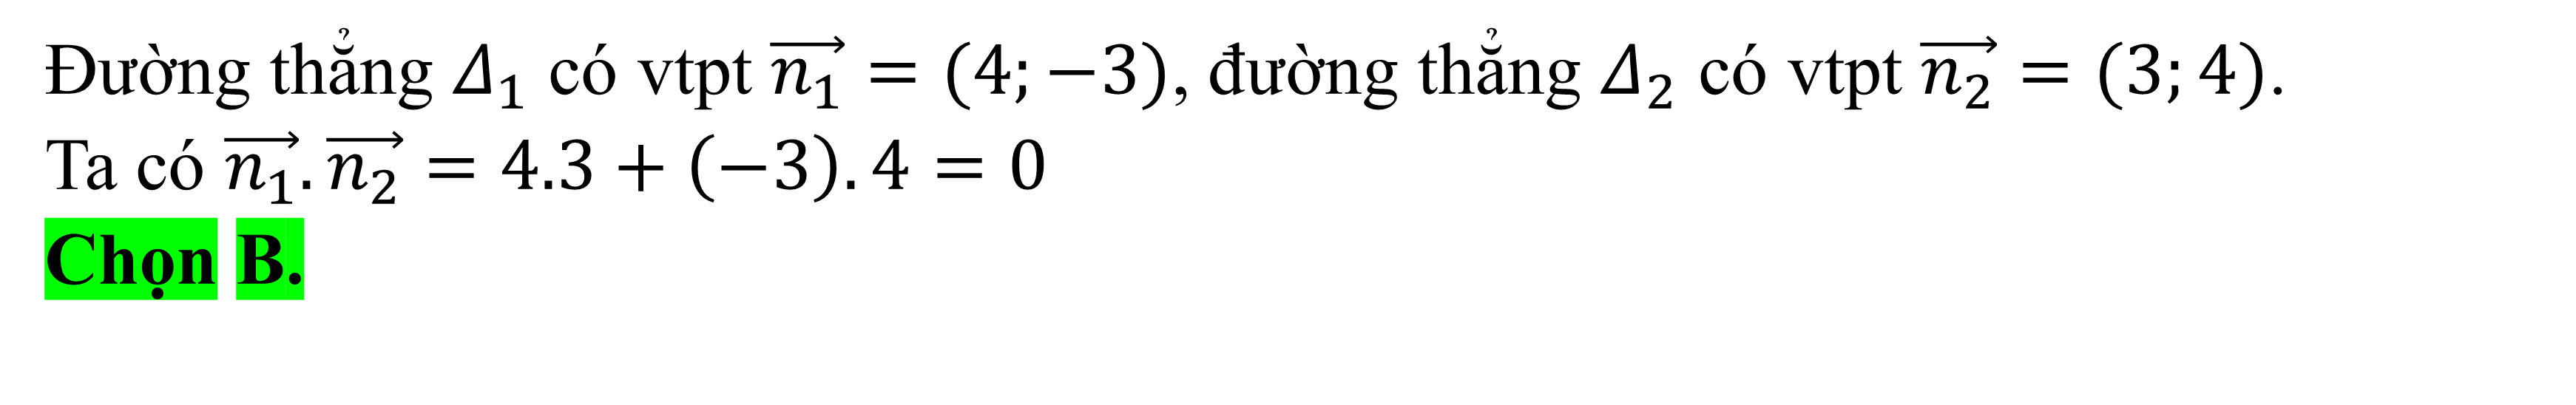 Đường thẳng Δ₁ có vtpt n₁⃗ = (4; −3), đường thẳng Δ₂ có vtpt n₂⃗ = (3; 4).
Ta có n₁⃗. n₂⃗ = 4.3 + (−3). 4 = 0
Chọn B.